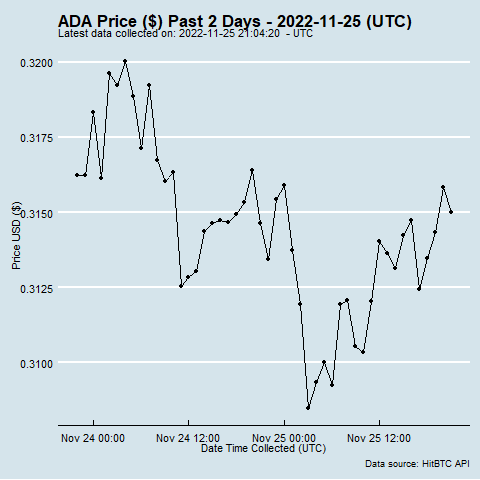 ADA Price ($) Past 2 Days - 2022-11-25 (UTC)
Latest data collected on: 2022-11-25 21:04:20 - UTC
0.3200
0.3175
0.3150
0.3125
0.3100
Price USD ($)
Nov 24 00:00 Nov 24 12:00 Nov 25 00:00 Nov 25 12:00
Date Time Collected (UTC)
Data source: HitBTC API